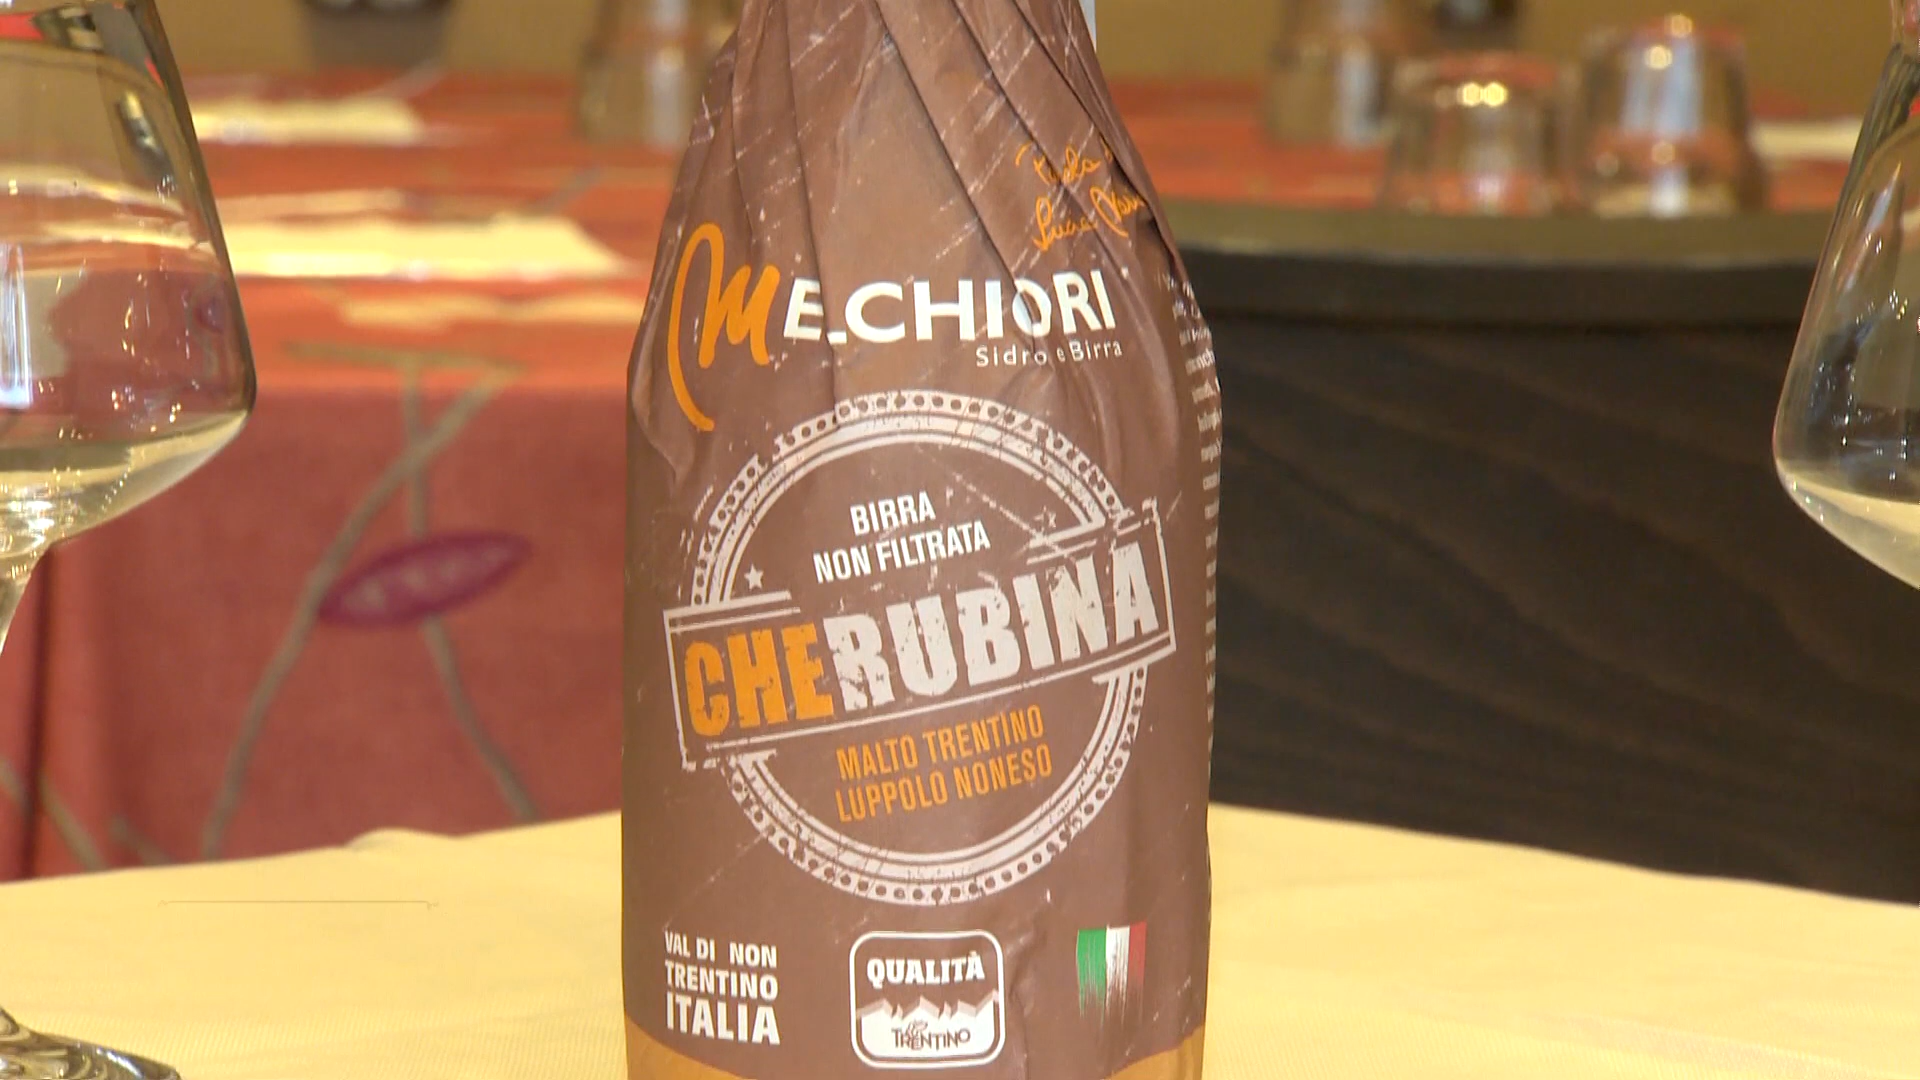 MELCHIORI
Sidro e Birra
BIRRA
NON FILTRATA
CHERUBINA
MALTO TRENTINO
LUPPOLO NONESO
VAL DI NON
TRENTINO
ITALIA
QUALITÀ
TRENTINO